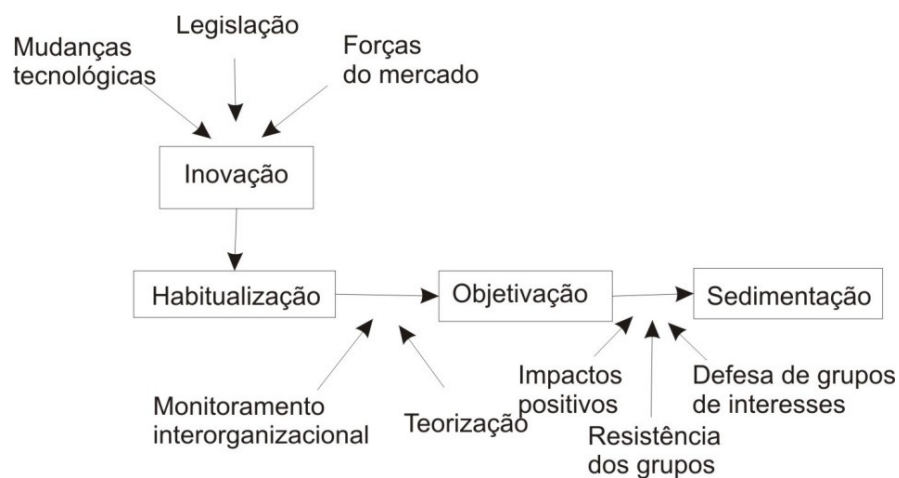 Legislação
Mudanças
tecnológicas
Forças
do mercado
Inovação
Habitualização
Objetivação
Sedimentação
Monitoramento
interorganizacional
Teorização
Impactos
positivos
Resistência
dos grupos
Defesa de grupos
de interesses